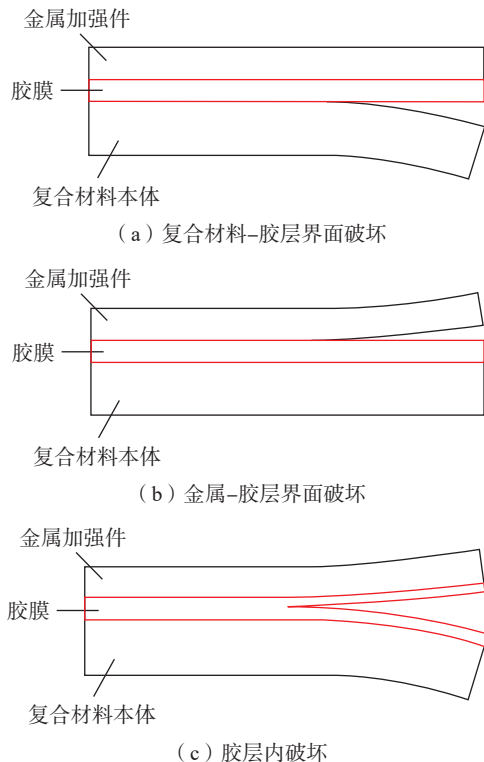 金属加强件
胶膜
复合材料本体
（a）复合材料–胶层界面破坏
金属加强件
胶膜
复合材料本体
（b）金属–胶层界面破坏
金属加强件
胶膜
复合材料本体
（c）胶层内破坏